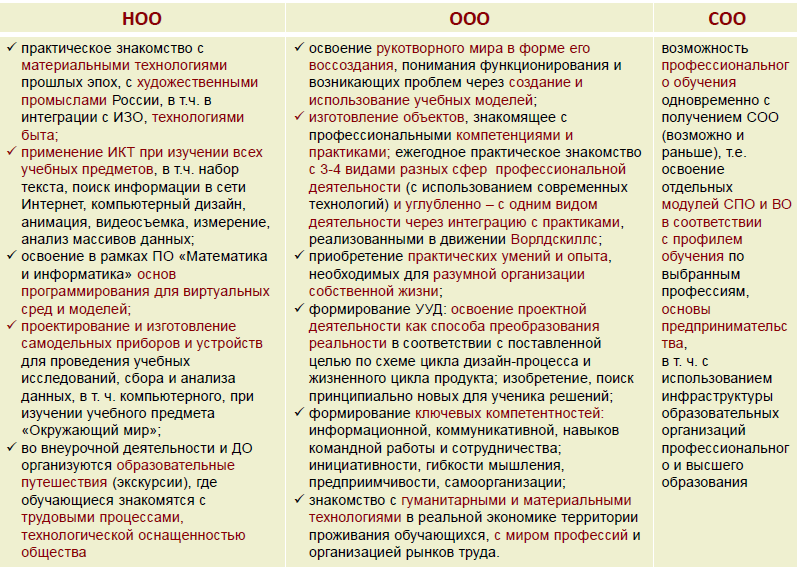 НОО
практическое знакомство с
материальными технологиями
прошлых эпох, с художественными
промыслами России, в т.ч. в
интеграции с ИЗО, технологиями
быта;
применение ИКТ при изучении всех
учебных предметов, в т.ч. набор
текста, поиск информации в сети
Интернет, компьютерный дизайн,
анимация, видеосъемка, измерение,
анализ массивов данных;
освоение в рамках ПО «Математика
и информатика» основ
программирования для виртуальных
сред и моделей;
проектирование и изготовление
самодельных приборов и устройств
для проведения учебных
исследований, сбора и анализа
данных, в т. ч. компьютерного, при
изучении учебного предмета
«Окружающий мир»;
во внеурочной деятельности и ДО
организуются образовательные
путешествия (экскурсии), где
обучающиеся знакомятся с
трудовыми процессами,
технологической оснащенностью
общества
ООО
освоение рукотворного мира в форме его
воссоздания, понимания функционирования и
возникающих проблем через создание и
использование учебных моделей;
изготовление объектов, знакомящее с
профессиональными компетенциями и
практиками; ежегодное практическое знакомство
с 3-4 видами разных сфер профессиональной
деятельности (с использованием современных
технологий) и углубленно – с одним видом
деятельности через интеграцию с практиками,
реализованными в движении Ворлдскиллс;
приобретение практических умений и опыта,
необходимых для разумной организации
собственной жизни;
формирование УУД: освоение проектной
деятельности как способа преобразования
реальности в соответствии с поставленной
целью по схеме цикла дизайн-процесса и
жизненного цикла продукта; изобретение, поиск
принципиально новых для ученика решений;
формирование ключевых компетентностей:
информационной, коммуникативной, навыков
командной работы и сотрудничества;
инициативности, гибкости мышления,
предприимчивости, самоорганизации;
знакомство с гуманитарными и материальными
технологиями в реальной экономике территории
проживания обучающихся, с миром профессий и
организацией рынков труда.
СОО
возможность
профессиональног
о обучения
одновременно с
получением СОО
(возможно и
раньше), т.е.
освоение
отдельных
модулей СПО и ВО
в соответствии
с профилем
обучения по
выбранным
профессиям,
основы
предпринимательс
тва,
в т. ч. с
использованием
инфраструктуры
образовательных
организаций
профессиональног
о и высшего
образования